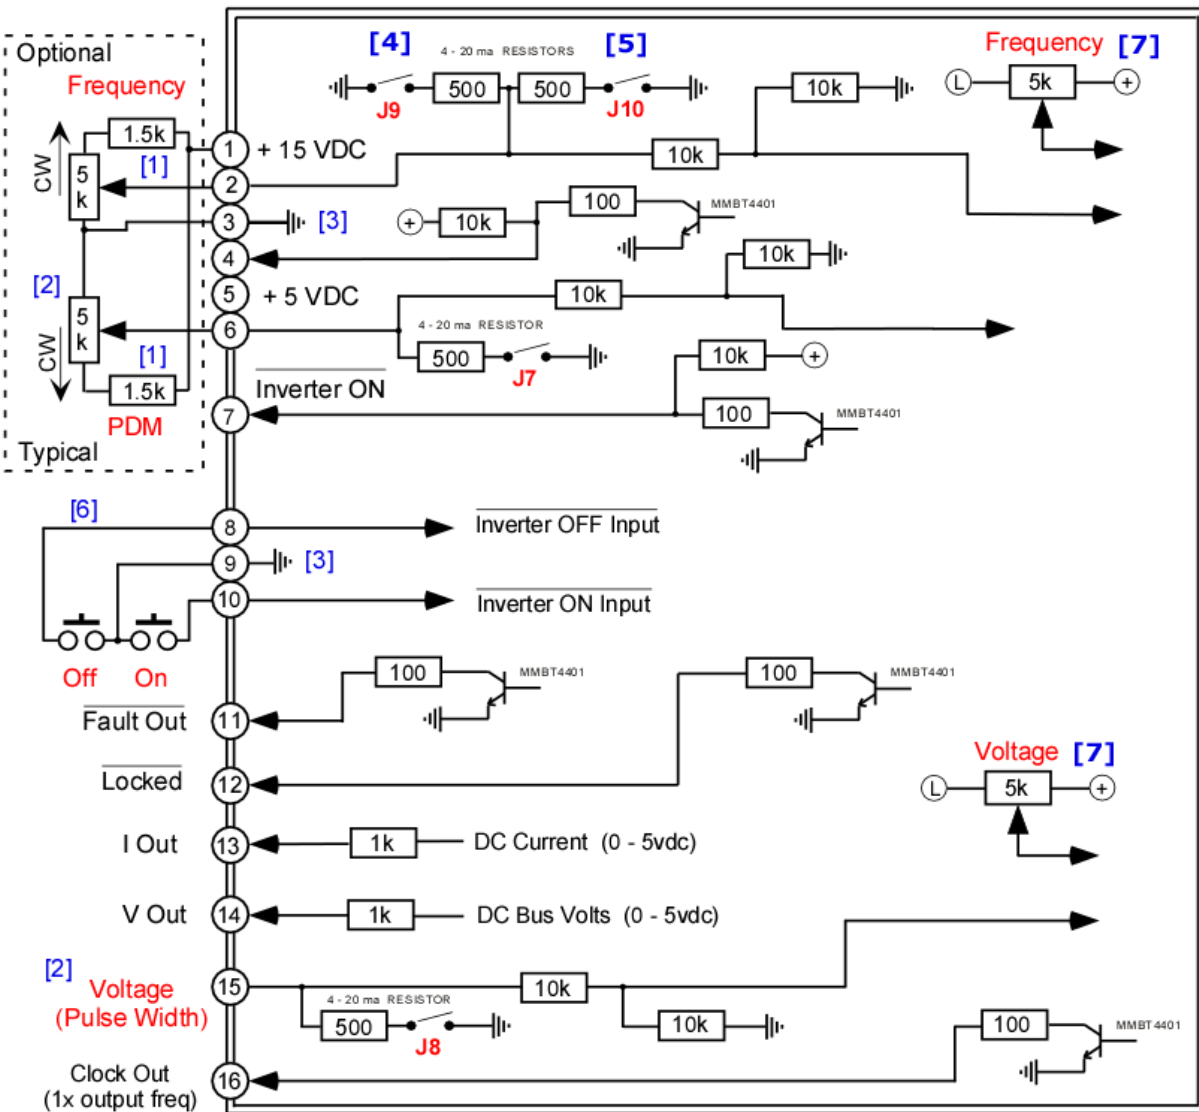 Optional
Frequency
1.5k
CW
5
k
[1]
[2]
5
k
CW
[1]
1.5k
PDM
Typical
1
+ 15 VDC
2
3
[3]
4
5
+ 5 VDC
6
Inverter ON
7
[4]
4 - 20 ma RESISTORS
[5]
500
500
J9
J10
10k
Frequency [7]
L
5k
+
10k
+
10k
100
MMBT4401
10k
10k
4 - 20 ma RESISTOR
500
J7
10k
+
100
MMBT4401
[6]
8
Inverter OFF Input
9
[3]
10
Inverter ON Input
Off
On
100
MMBT4401
100
MMBT4401
Fault Out
11
Locked
12
Voltage [7]
L
5k
+
I Out
13
1k
DC Current (0 - 5vdc)
V Out
14
1k
DC Bus Volts (0 - 5vdc)
[2]
Voltage
(Pulse Width)
15
10k
4 - 20 ma RESISTOR
500
J8
10k
100
MMBT4401
Clock Out
(1x output freq)
16